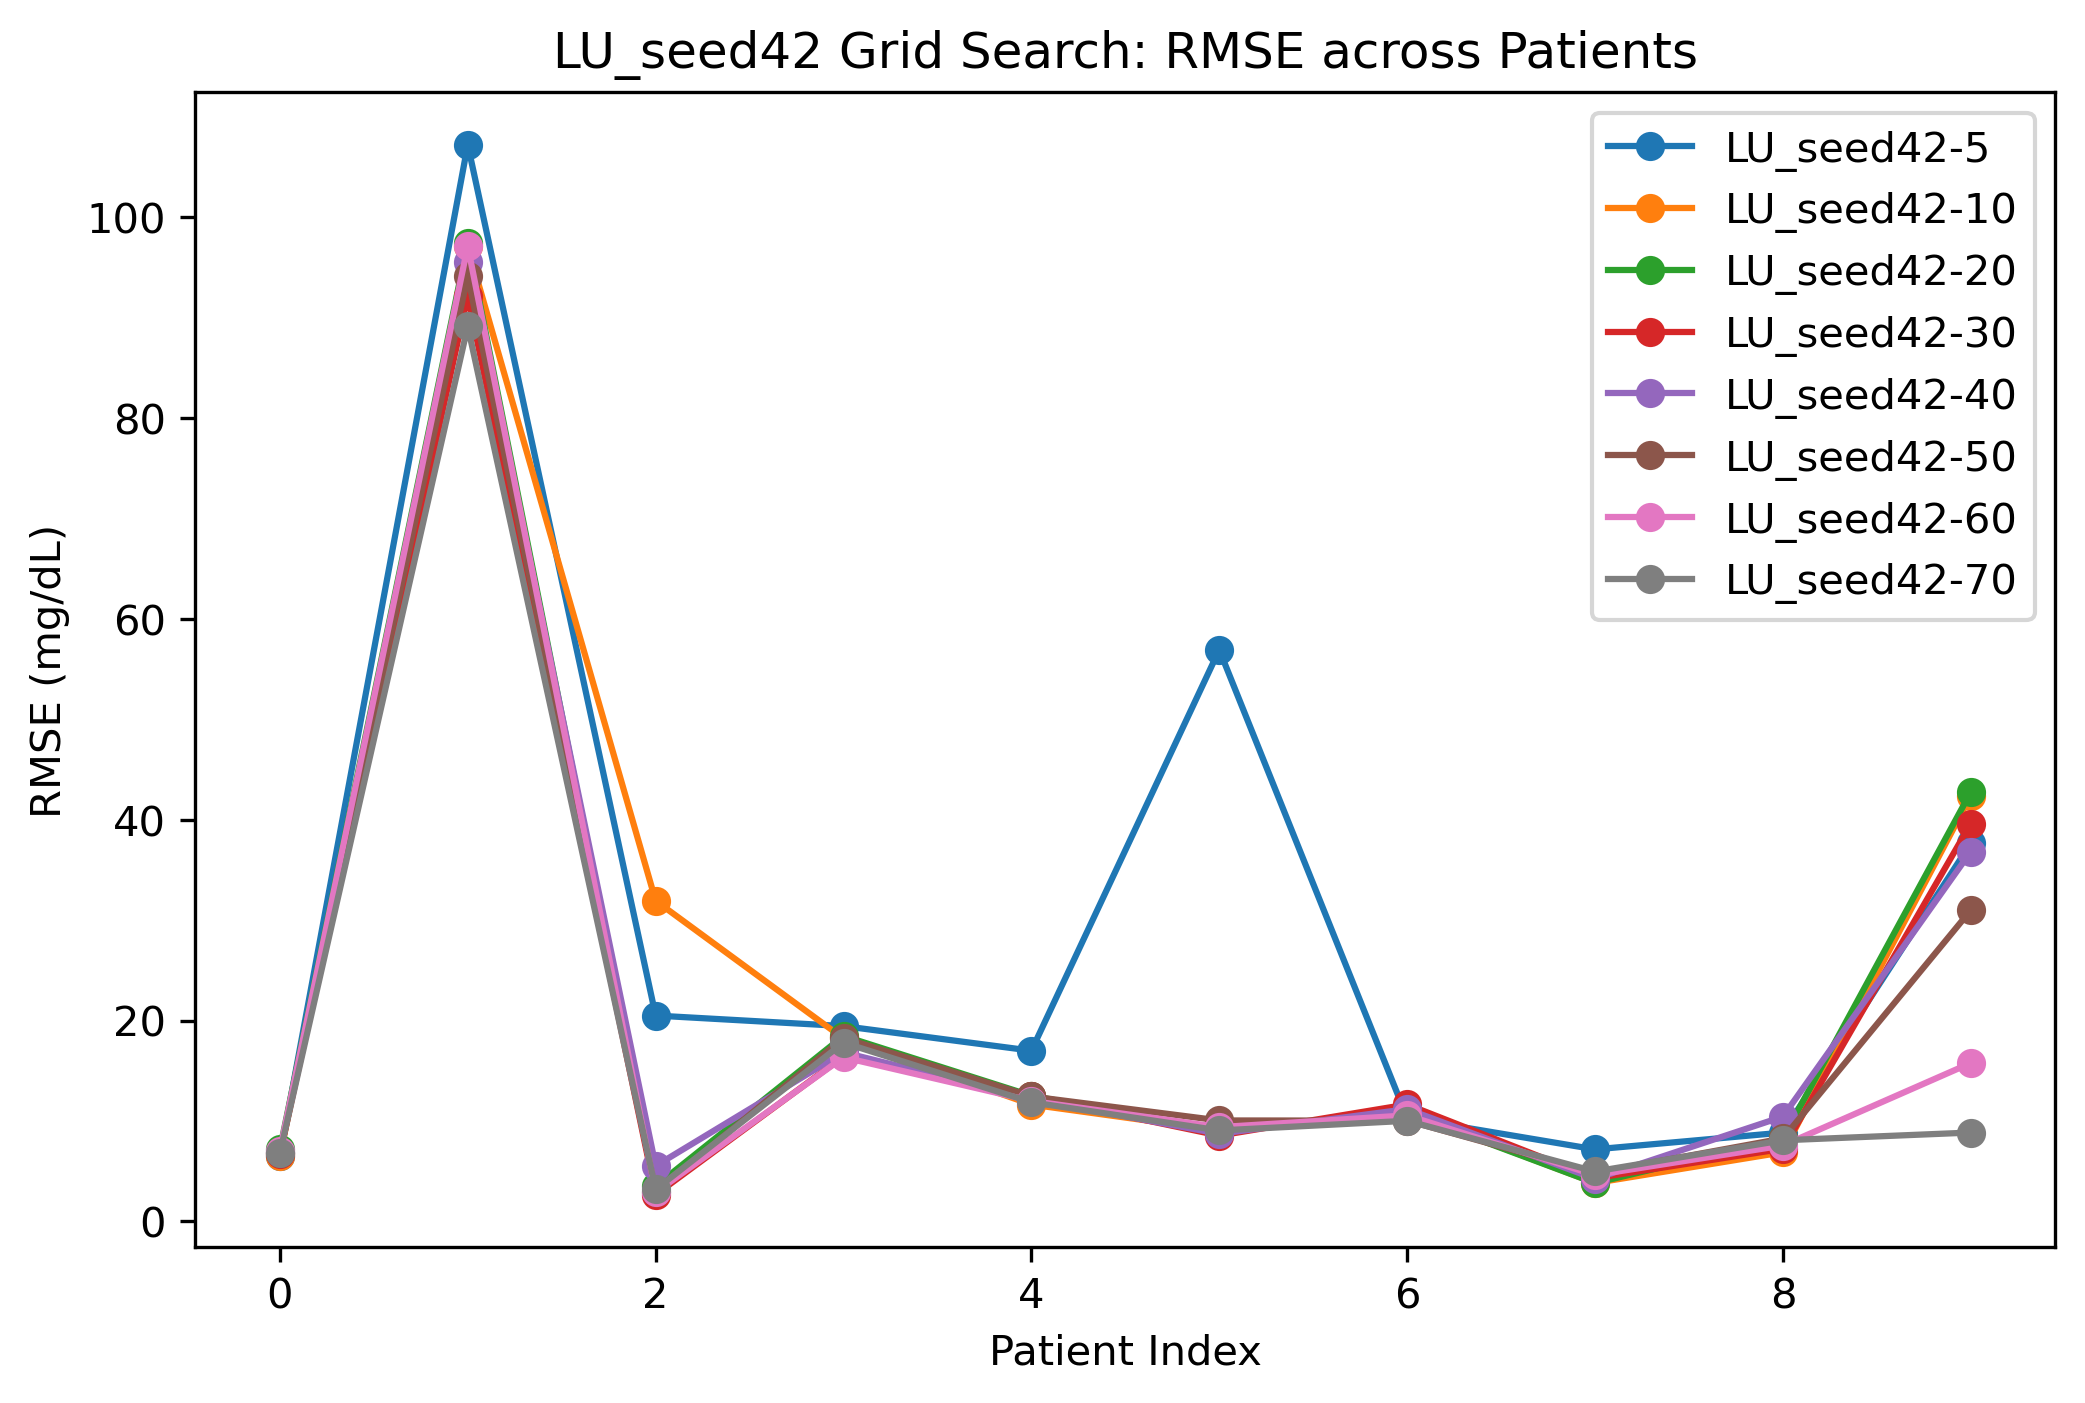 LU_seed42 Grid Search: RMSE across Patients
LU_seed42-5
LU_seed42-10
LU_seed42-20
LU_seed42-30
LU_seed42-40
LU_seed42-50
LU_seed42-60
LU_seed42-70
RMSE (mg/dL)
100
80
60
40
20
0
0 2 4 6 8
Patient Index